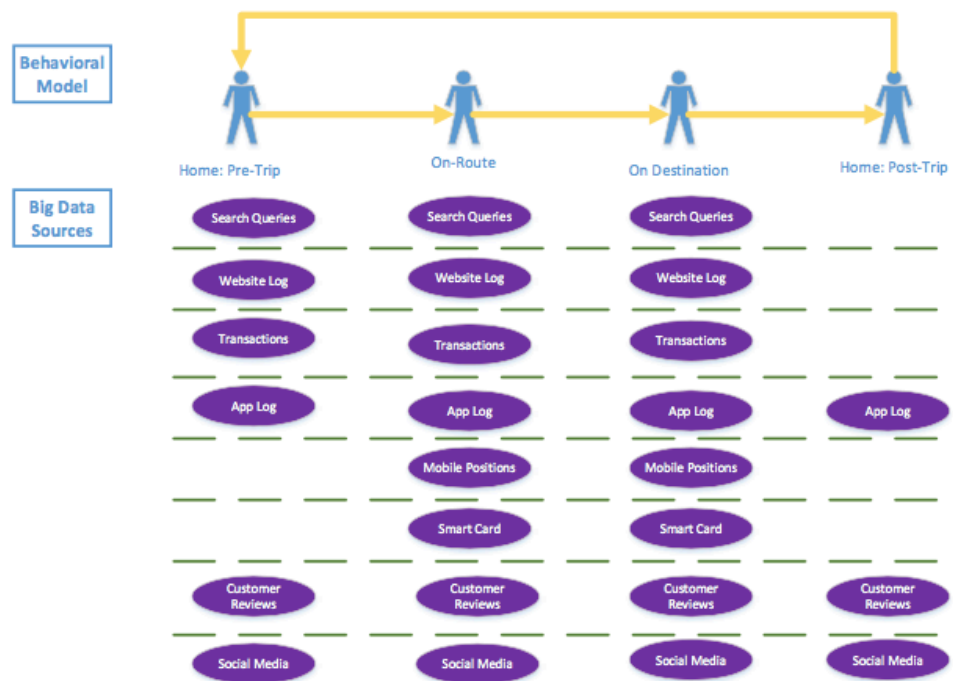 Behavioral
Model
Home: Pre-Trip
On-Route
On Destination
Home: Post-Trip
Big Data
Sources
Search Queries
Search Queries
Search Queries
Website Log
Website Log
Website Log
Transactions
Transactions
Transactions
App Log
App Log
App Log
App Log
Mobile Positions
Mobile Positions
Smart Card
Smart Card
Customer
Reviews
Customer
Reviews
Customer
Reviews
Customer
Reviews
Social Media
Social Media
Social Media
Social Media